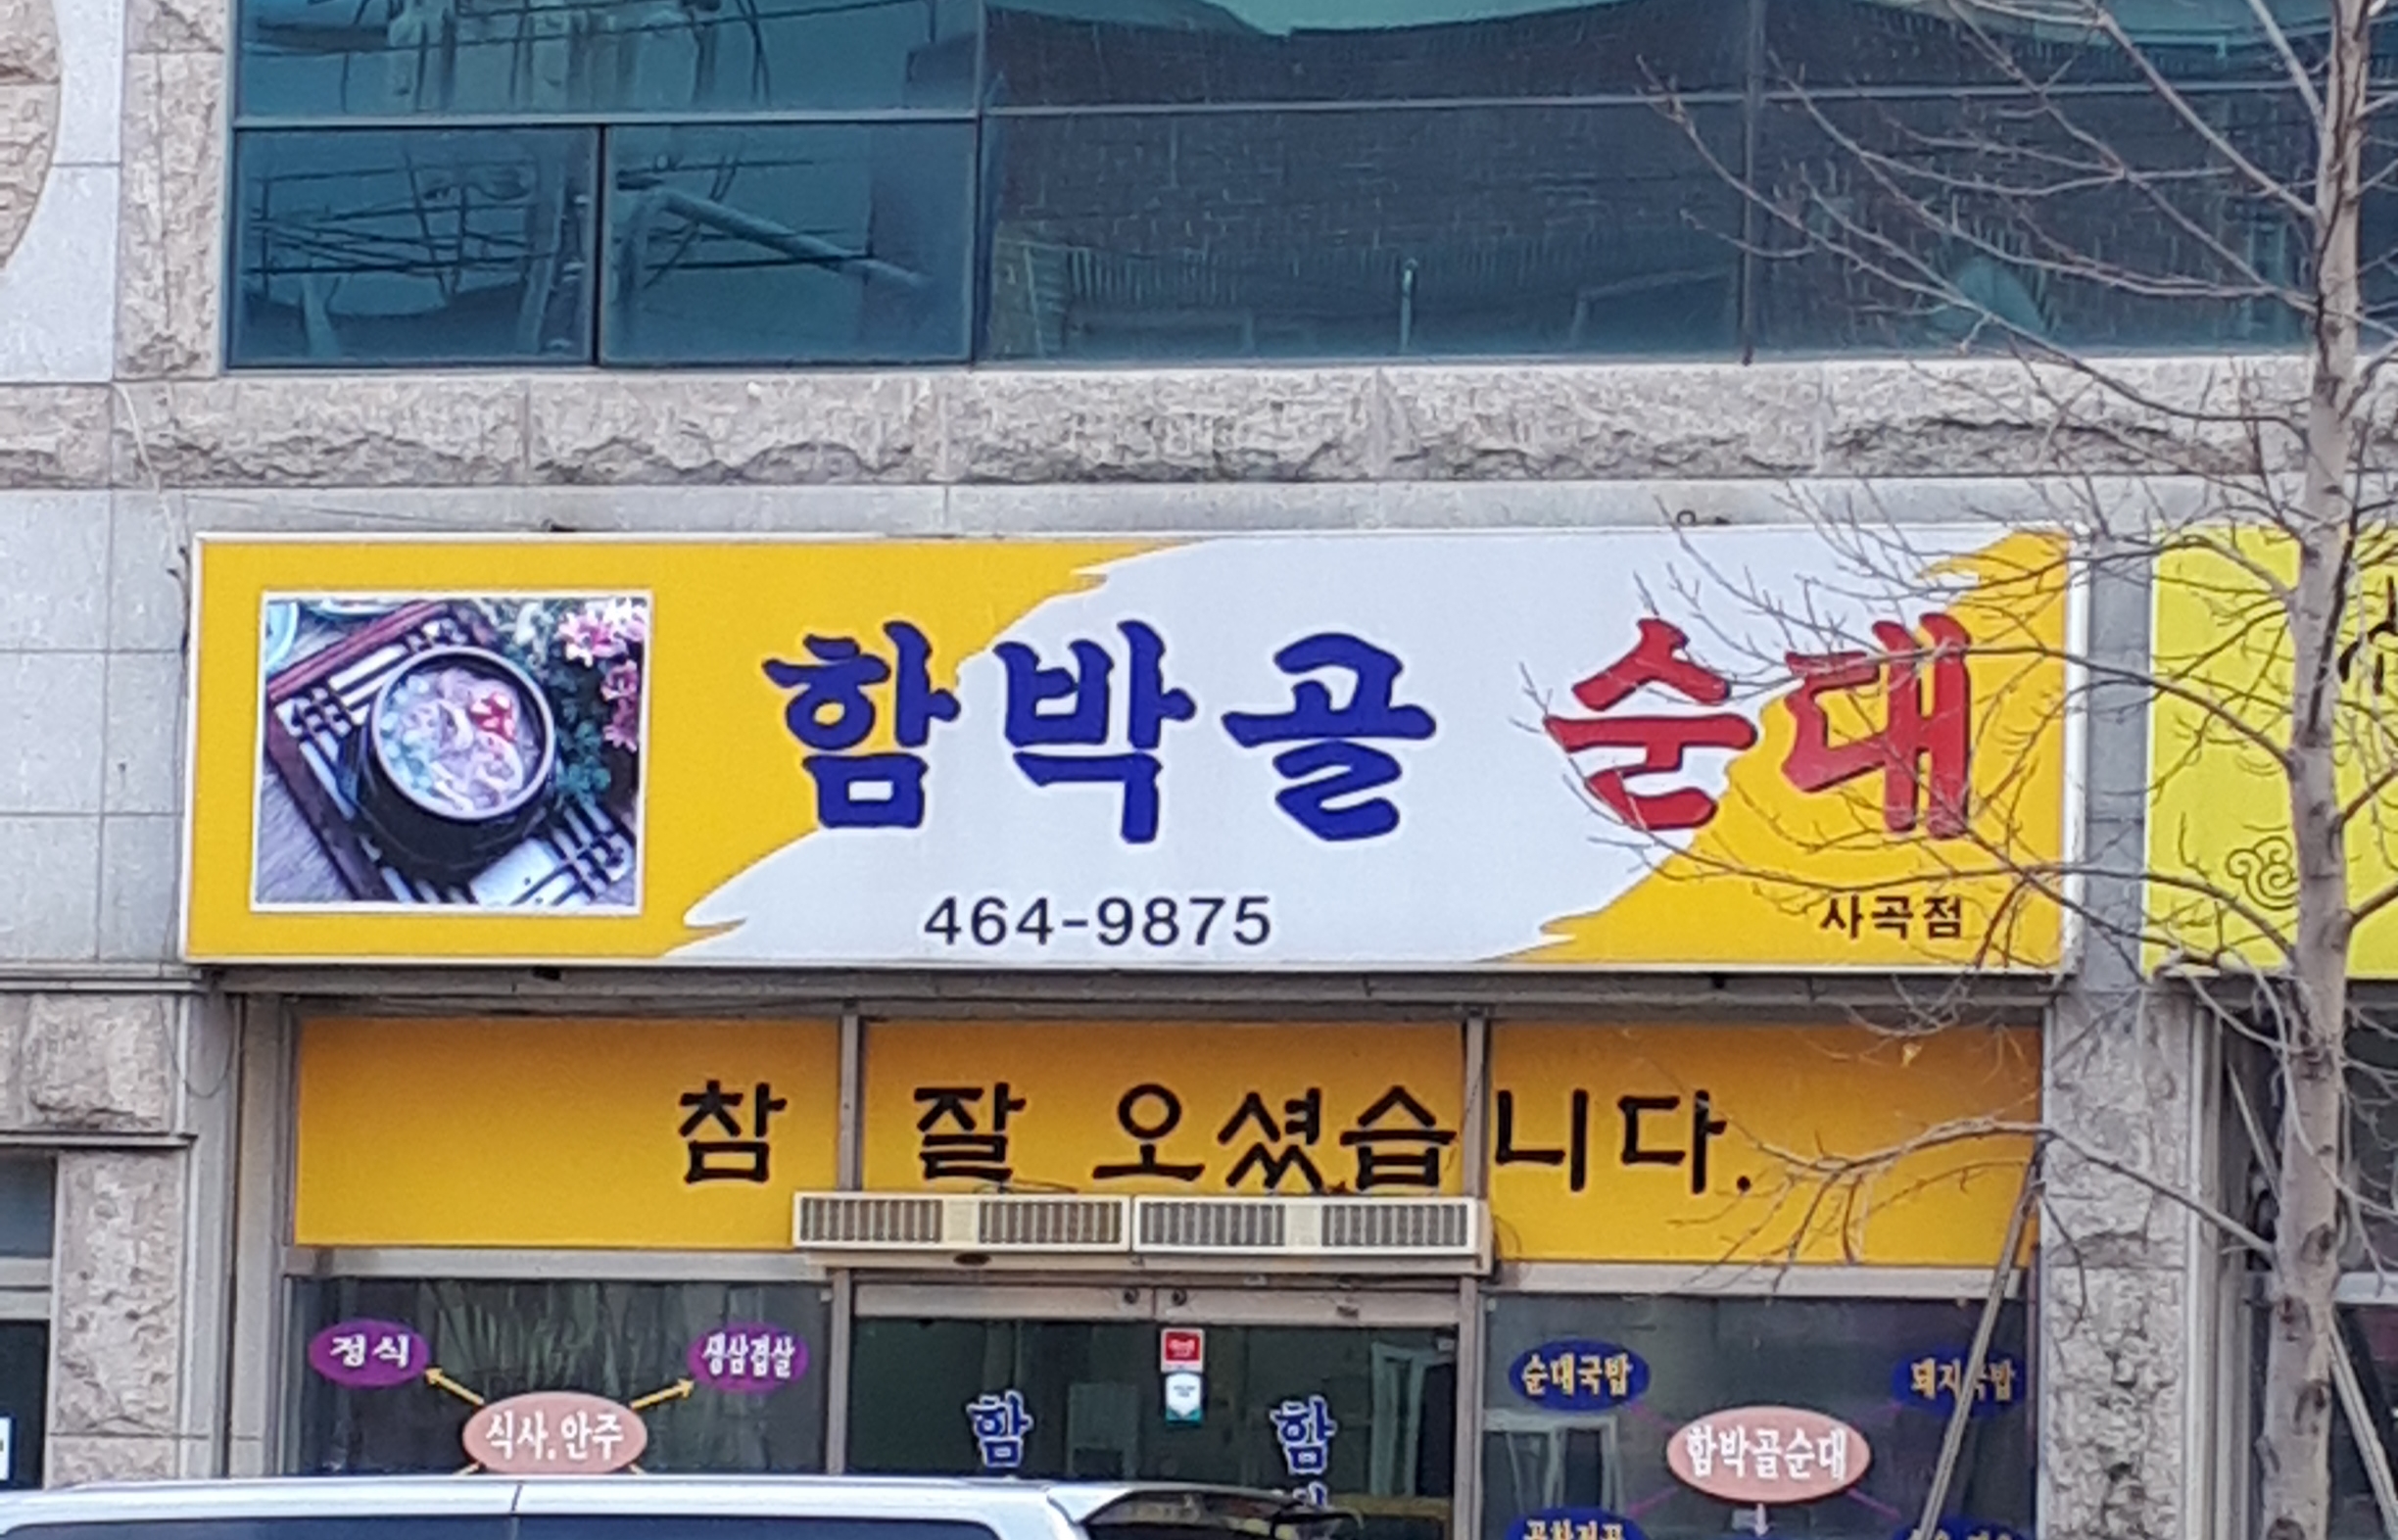 함박골 순대
464-9875
사곡점
참 잘 오셨습니다.
정식
생삼겹살
식사.안주
함
함
순대국밥
돼지국밥
함박골순대